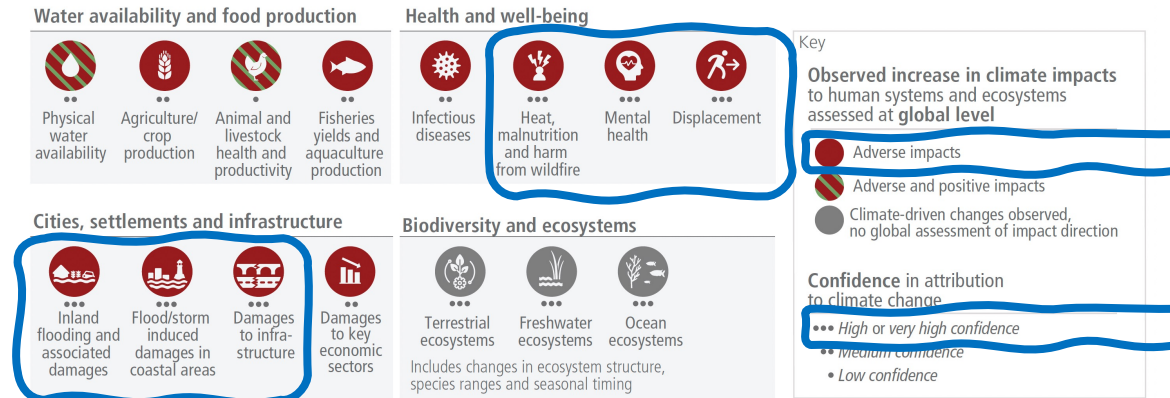 Water availability and food production
Physical
water
availability
Agriculture/
crop
production
Animal and
livestock
health and
productivity
Fisheries
yields and
aquaculture
production
Health and well-being
Infectious
diseases
Heat,
malnutrition
and harm
from wildfire
Mental
health
Displacement
Cities, settlements and infrastructure
Inland
flooding and
associated
damages
Flood/storm
induced
damages in
coastal areas
Damages
to infra-
structure
Damages
to key
economic
sectors
Biodiversity and ecosystems
Terrestrial
ecosystems
Freshwater
ecosystems
Ocean
ecosystems
Includes changes in ecosystem structure,
species ranges and seasonal timing
Key
Observed increase in climate impacts
to human systems and ecosystems
assessed at global level
Adverse impacts
Adverse and positive impacts
Climate-driven changes observed,
no global assessment of impact direction
Confidence in attribution
to climate change
••• High or very high confidence
•• Medium confidence
• Low confidence